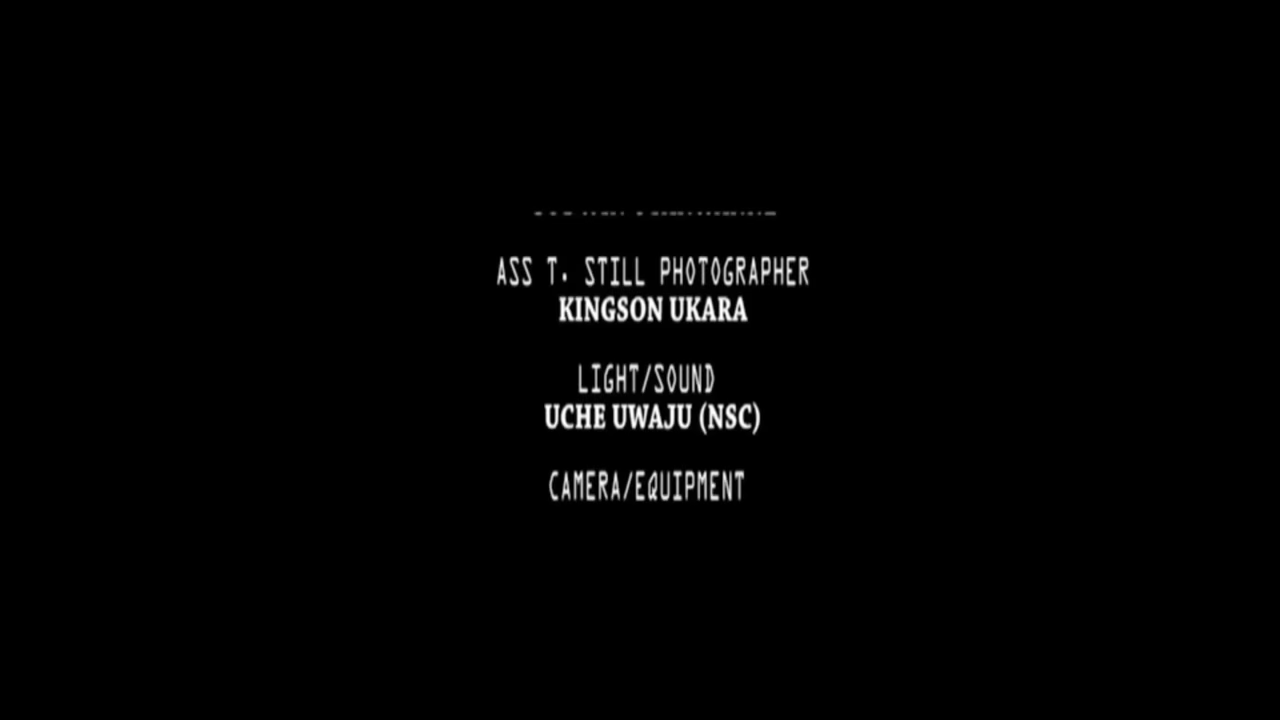 ASS T. STILL PHOTOGRAPHER
KINGSON UKARA
LIGHT/SOUND
UCHE UWAJU (NSC)
CAMERA/EQUIPMENT